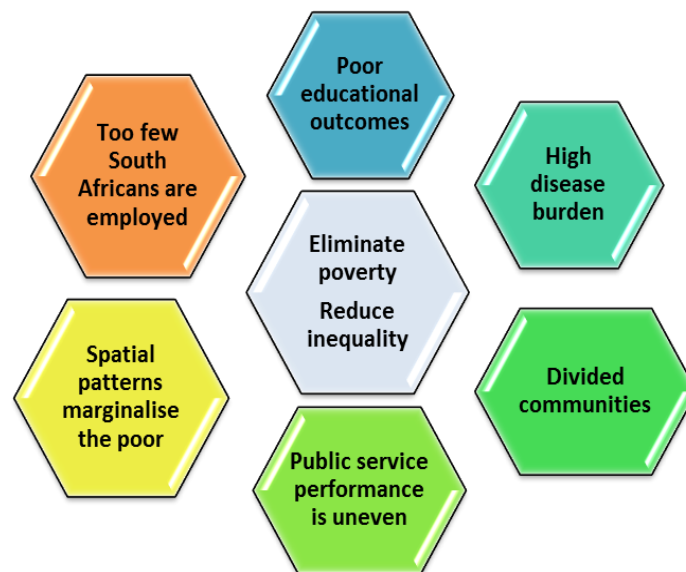 Poor
educational
outcomes
Too few
South
Africans are
employed
High
disease
burden
Eliminate
poverty
Reduce
inequality
Spatial
patterns
marginalise
the poor
Divided
communities
Public service
performance
is uneven